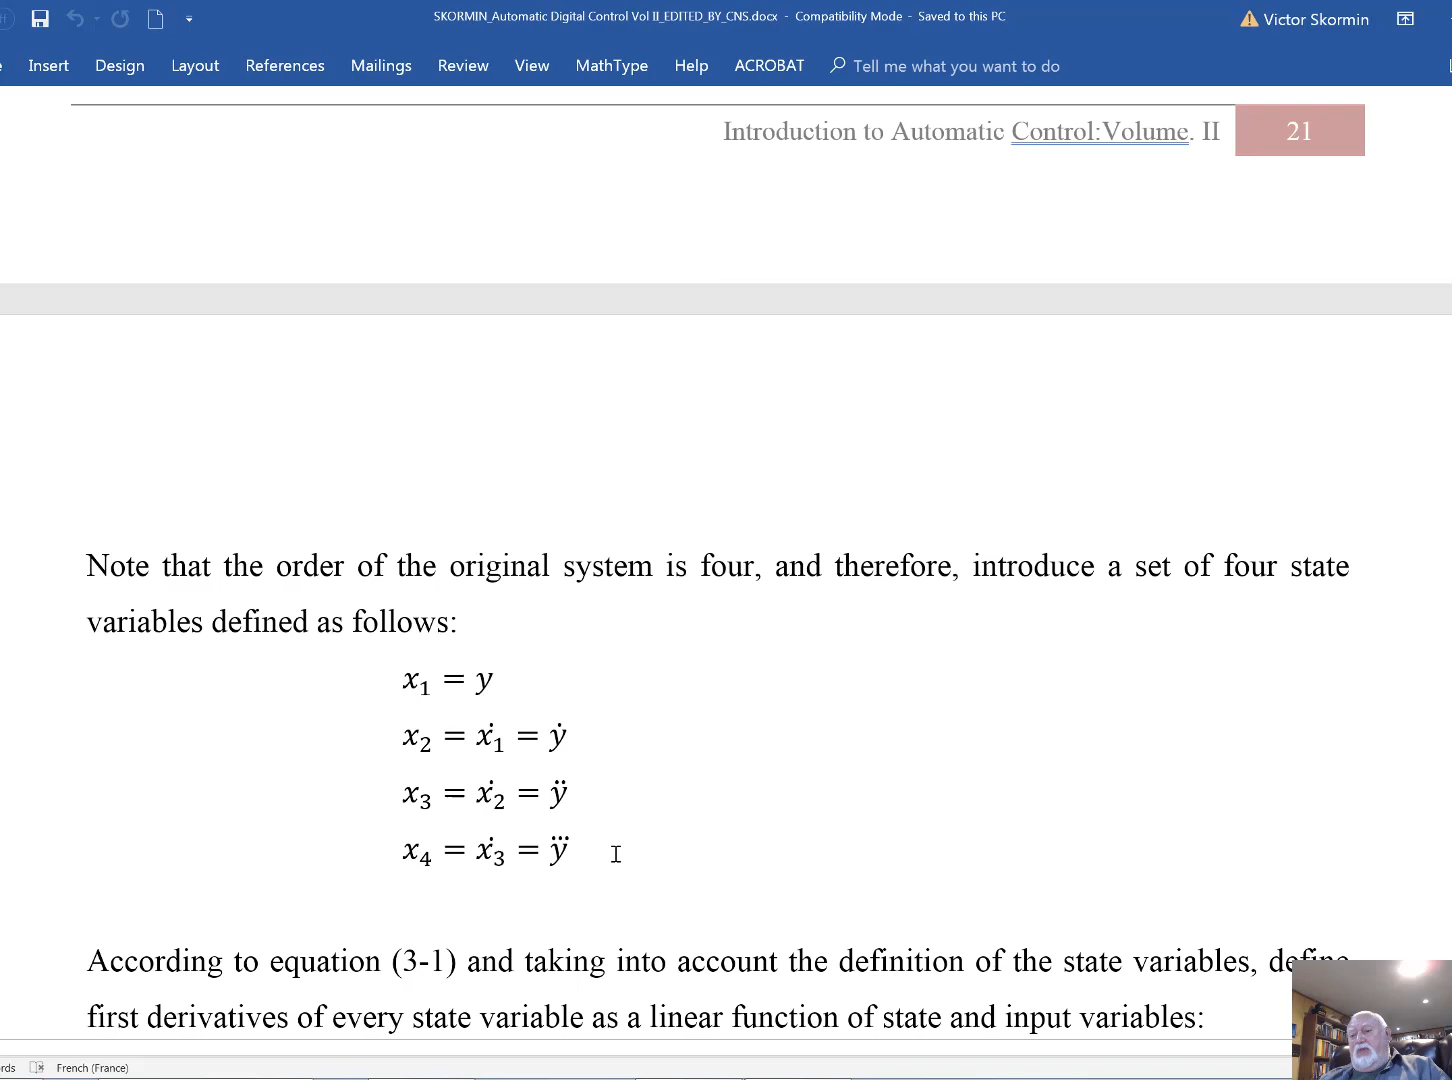 SKORMIN_Automatic Digital Control Vol II_EDITED_BY_CNS.docx - Compatibility Mode - Saved to this PC
Victor Skormin
Insert Design Layout References Mailings Review View MathType Help ACROBAT Tell me what you want to do
Introduction to Automatic Control:Volume. II 21
Note that the order of the original system is four, and therefore, introduce a set of four state
variables defined as follows:
x₁ = y
x₂ = ẋ₁ = ẏ
x₃ = ẋ₂ = ÿ
x₄ = ẋ₃ = y⃛
According to equation (3-1) and taking into account the definition of the state variables, define
first derivatives of every state variable as a linear function of state and input variables:
French (France)